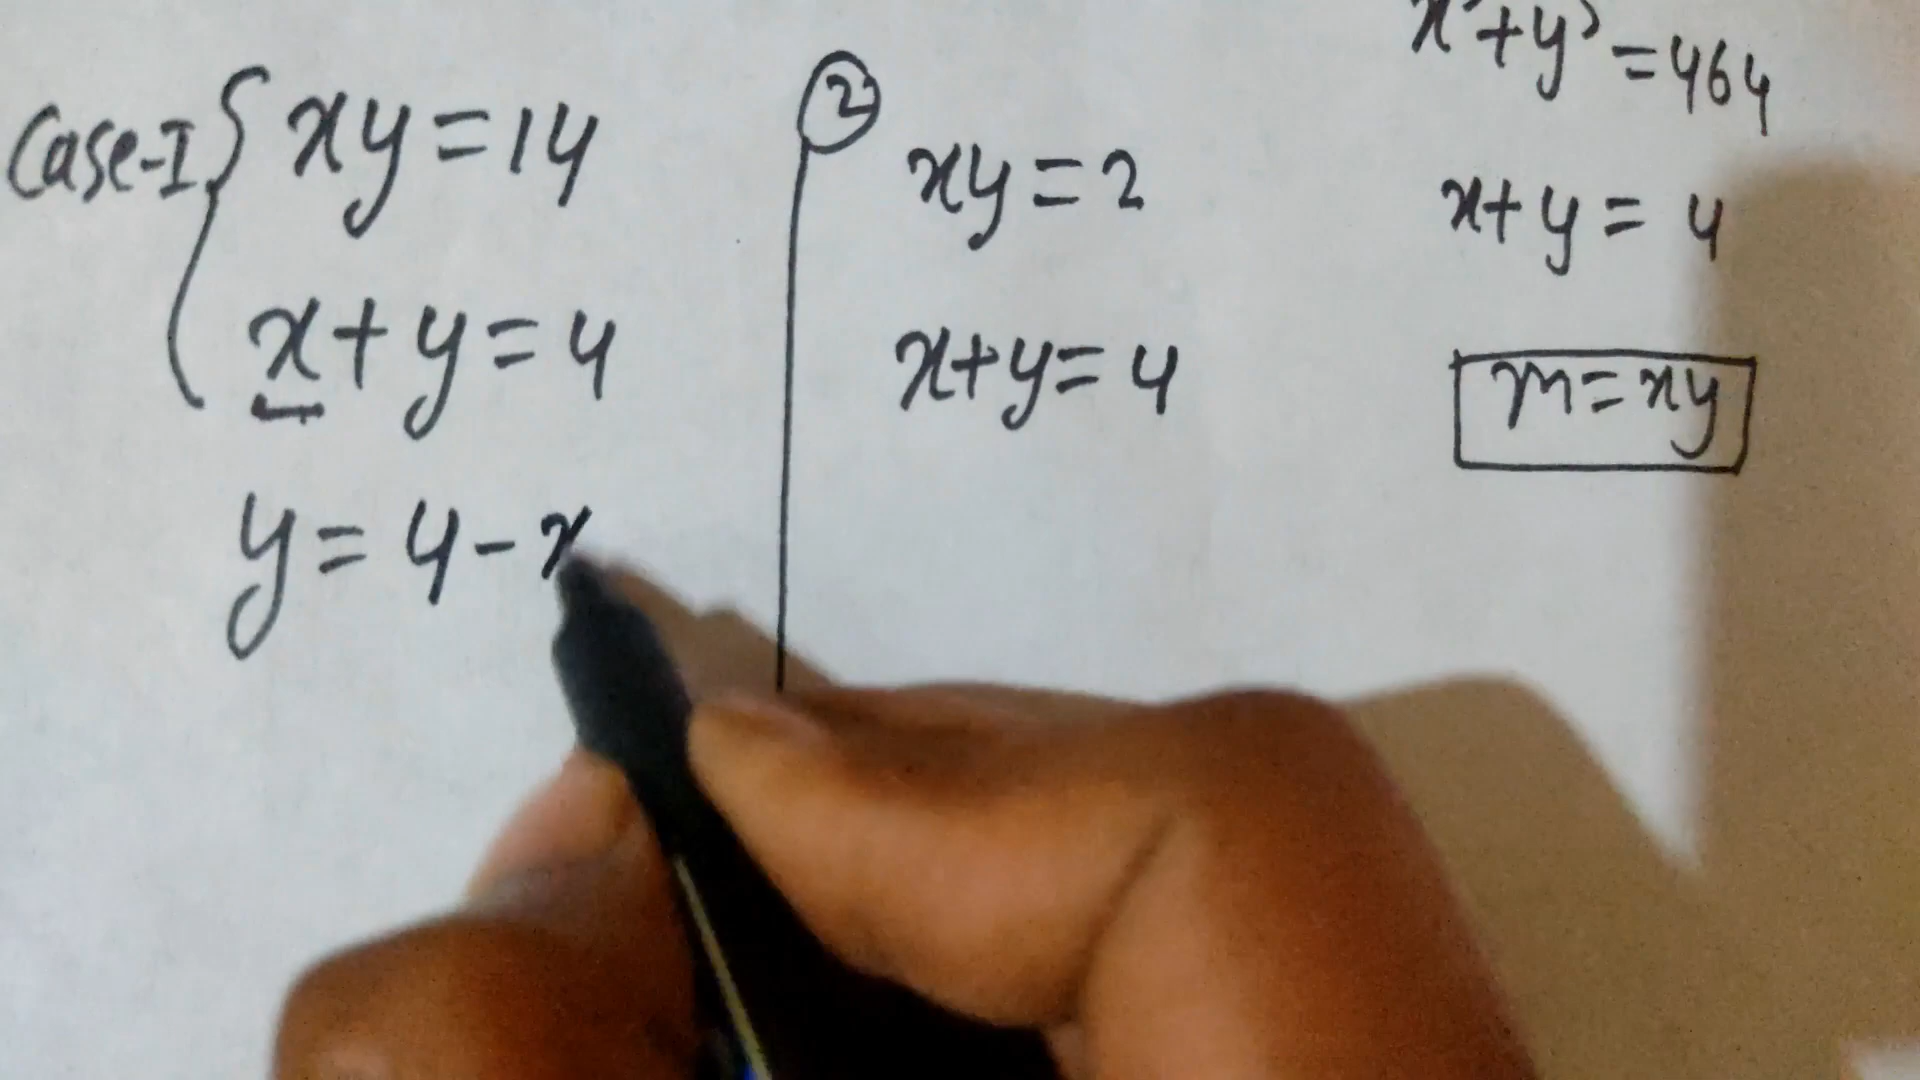 Case-I { xy = 14
x + y = 4
y = 4 - x
②
xy = 2
x + y = 4
= 464
x + y = 4
m = xy